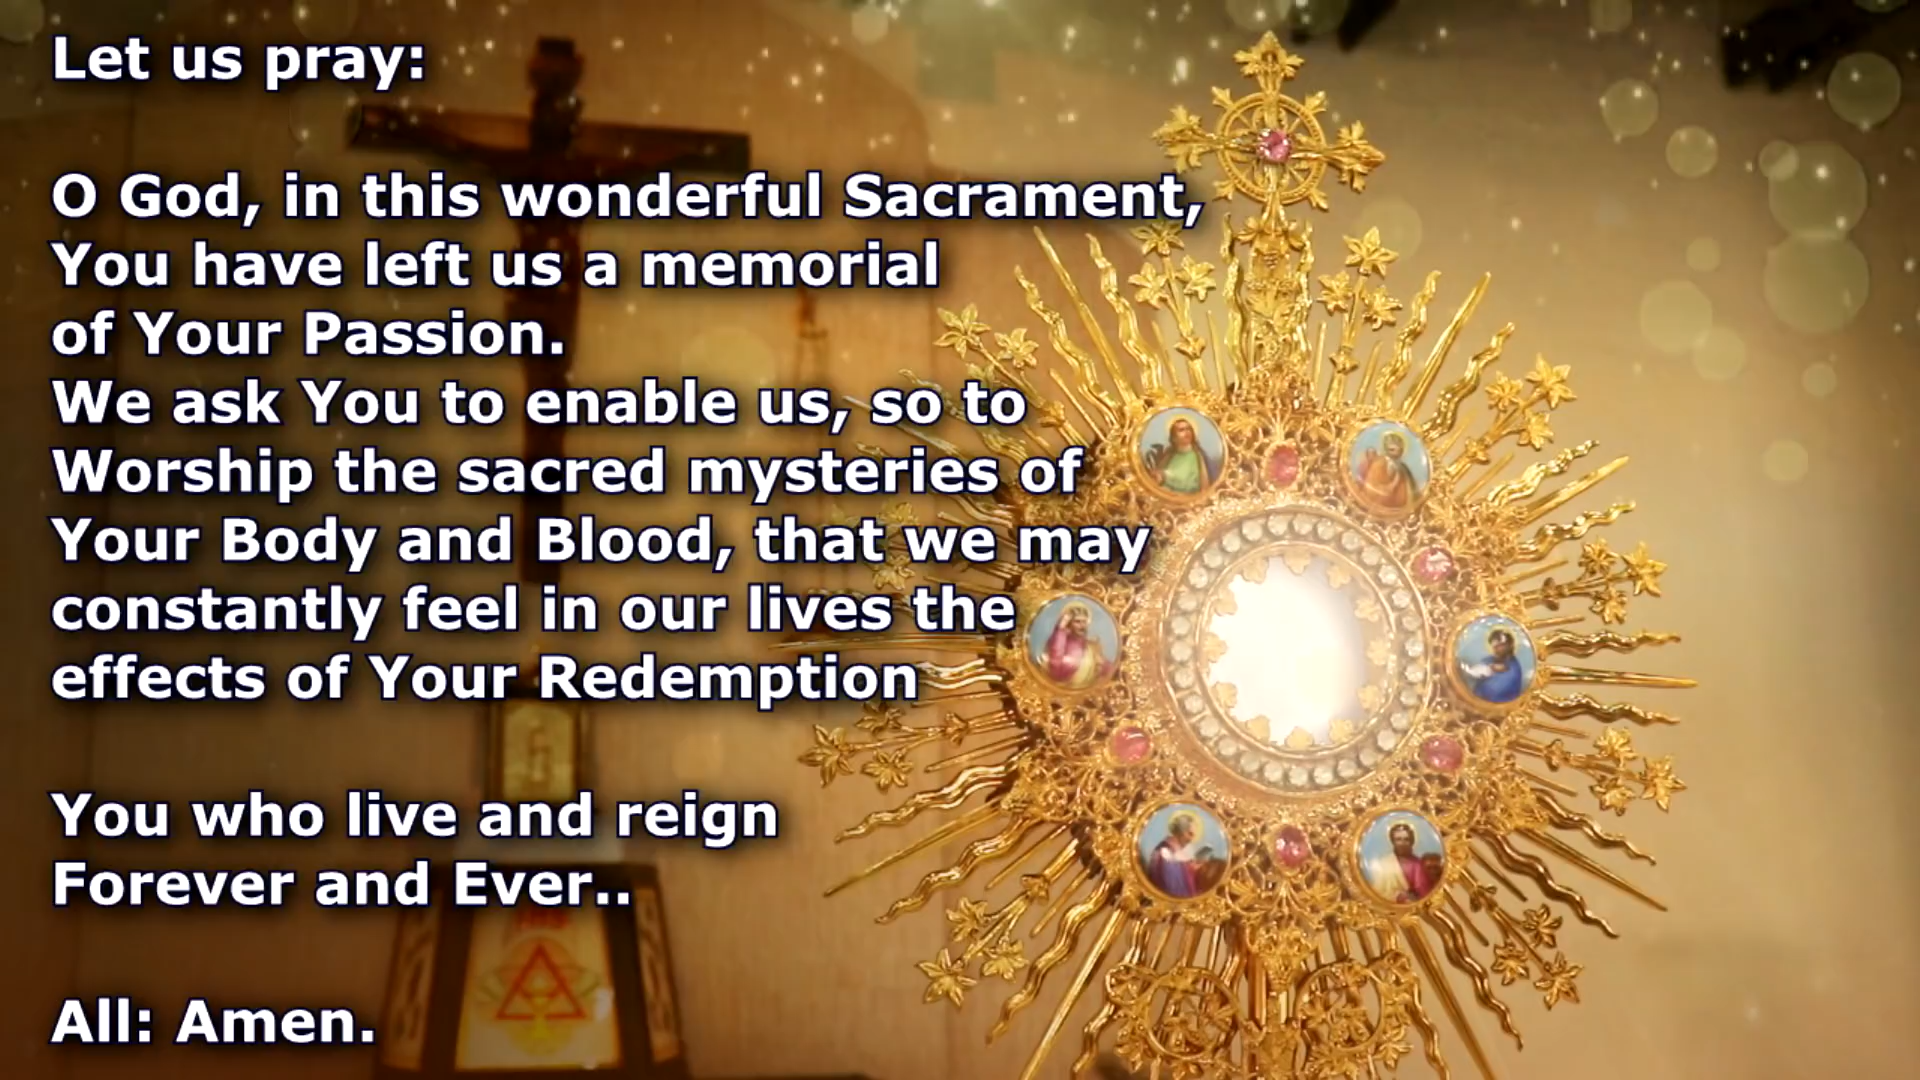 Let us pray:
O God, in this wonderful Sacrament,
You have left us a memorial
of Your Passion.
We ask You to enable us, so to
Worship the sacred mysteries of
Your Body and Blood, that we may
constantly feel in our lives the
effects of Your Redemption
You who live and reign
Forever and Ever..
All: Amen.